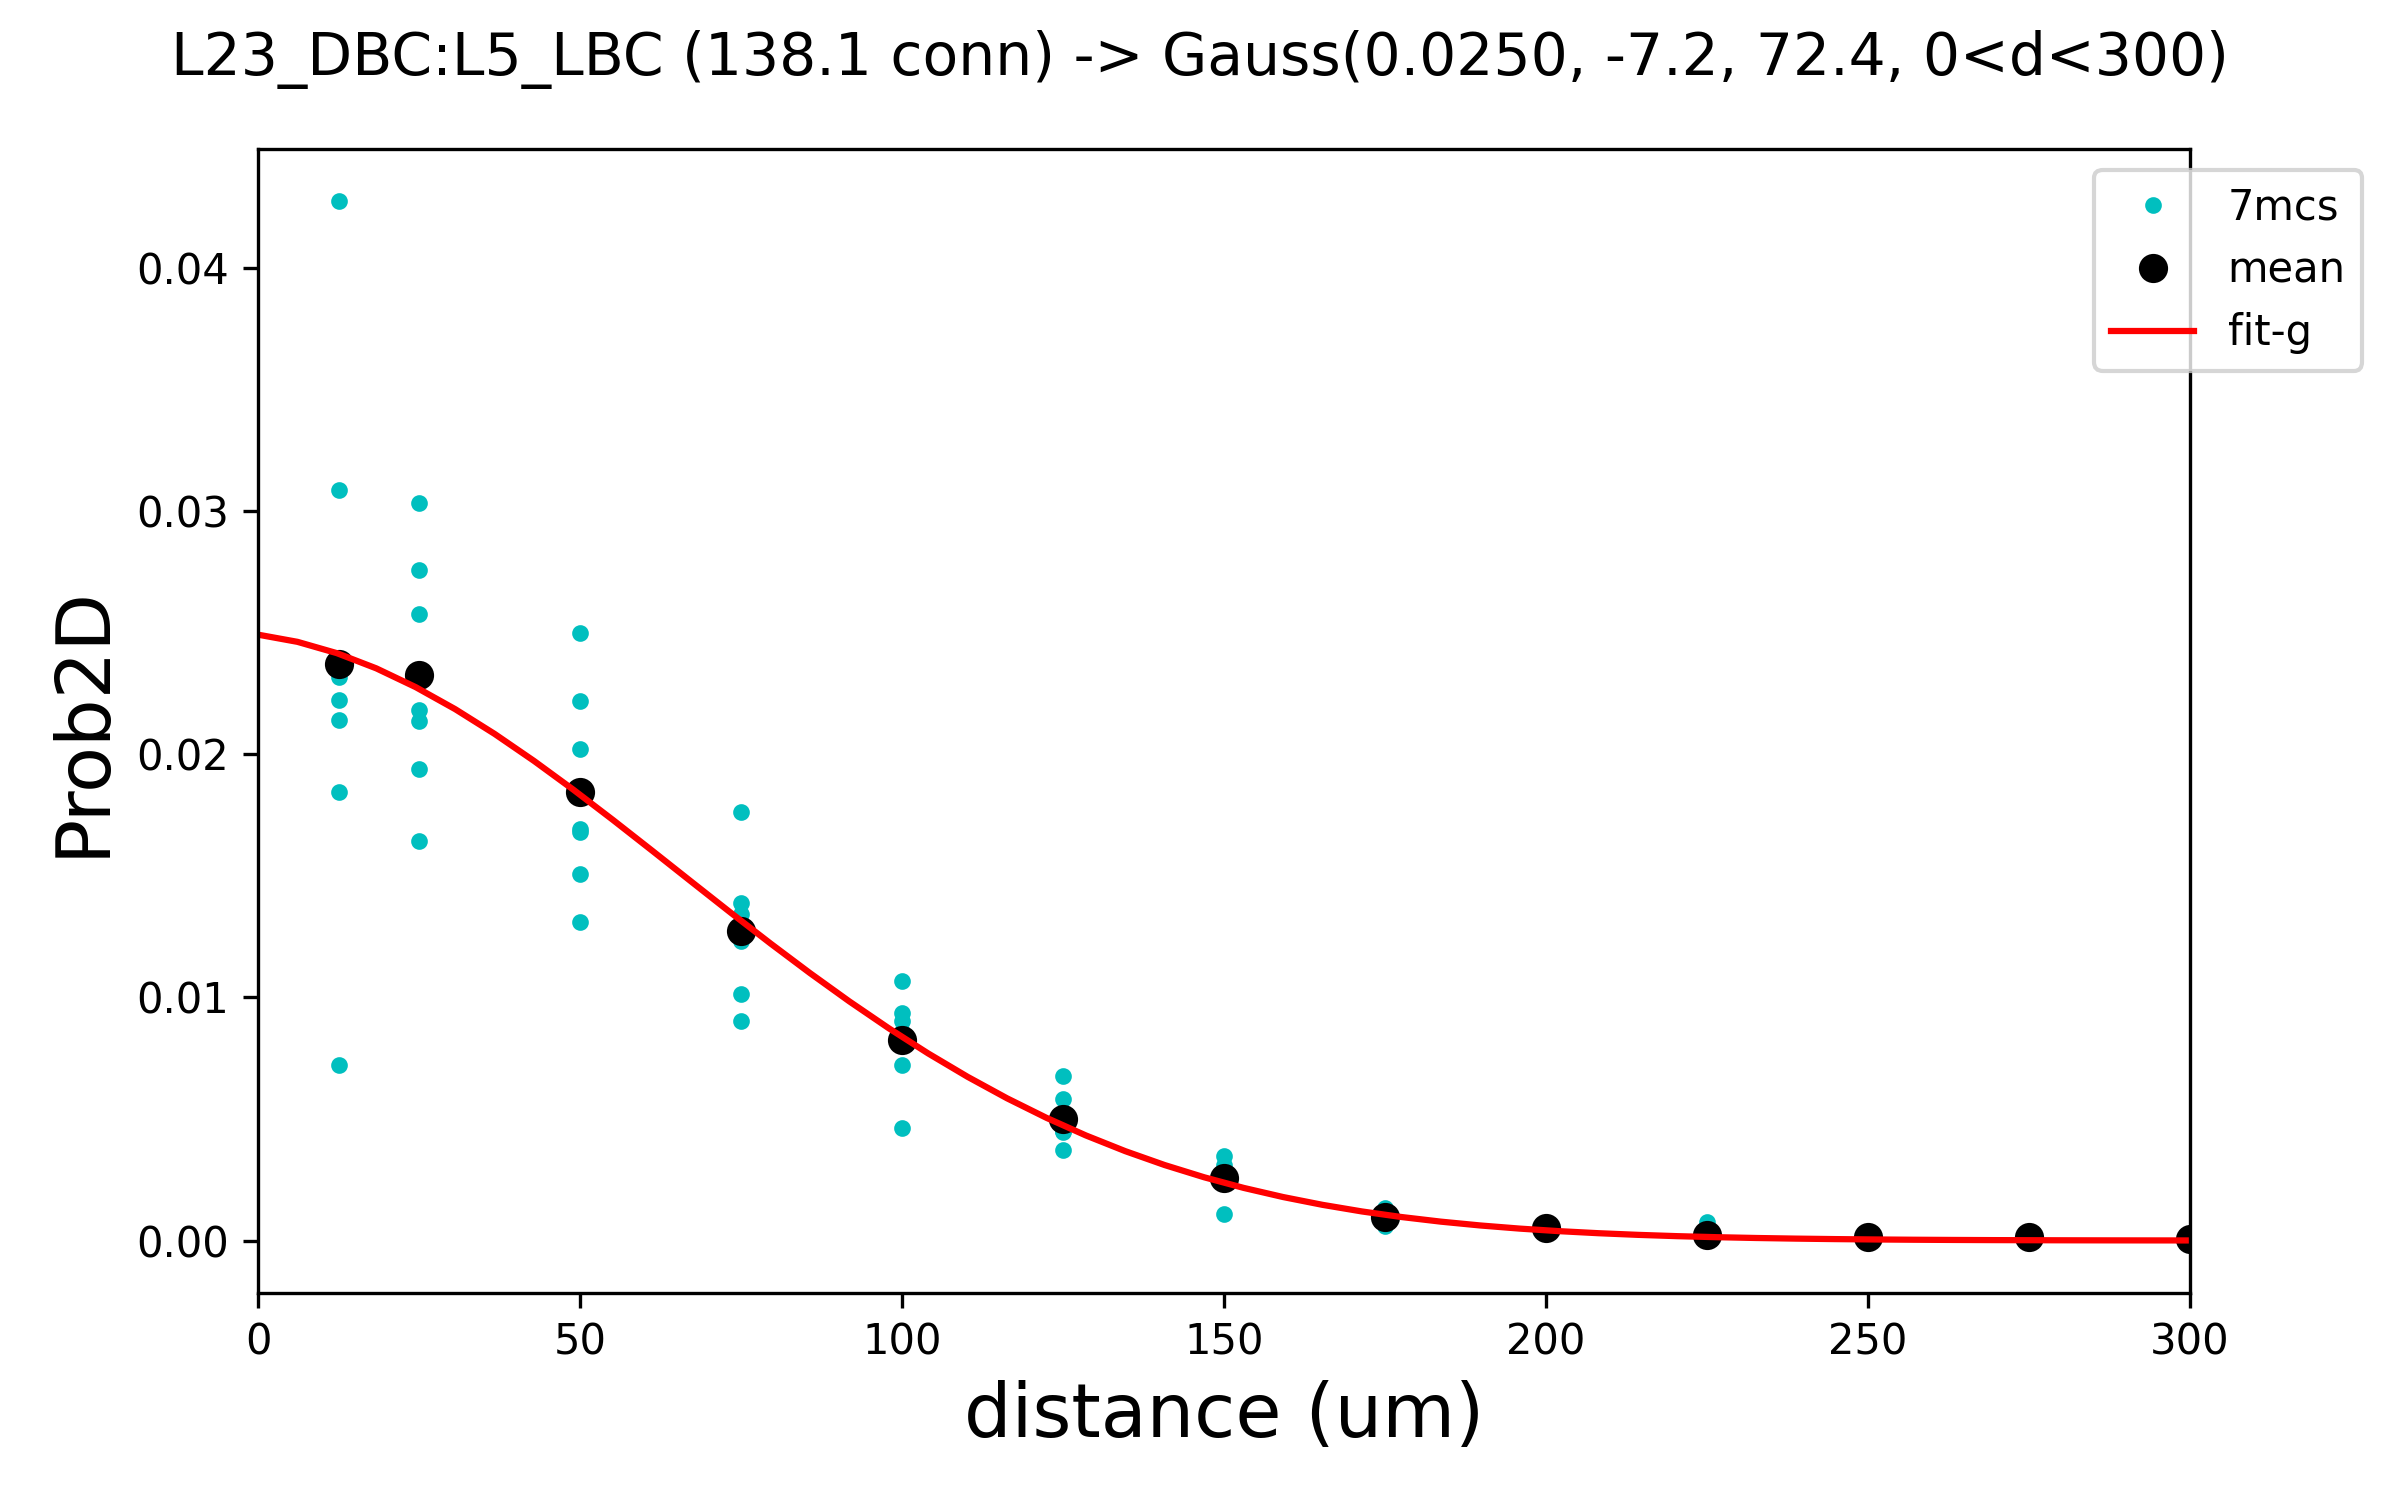 L23_DBC:L5_LBC (138.1 conn) -> Gauss(0.0250, -7.2, 72.4, 0<d<300)
7mcs
mean
fit-g
Prob2D
0.04
0.03
0.02
0.01
0.00
0 50 100 150 200 250 300
distance (um)